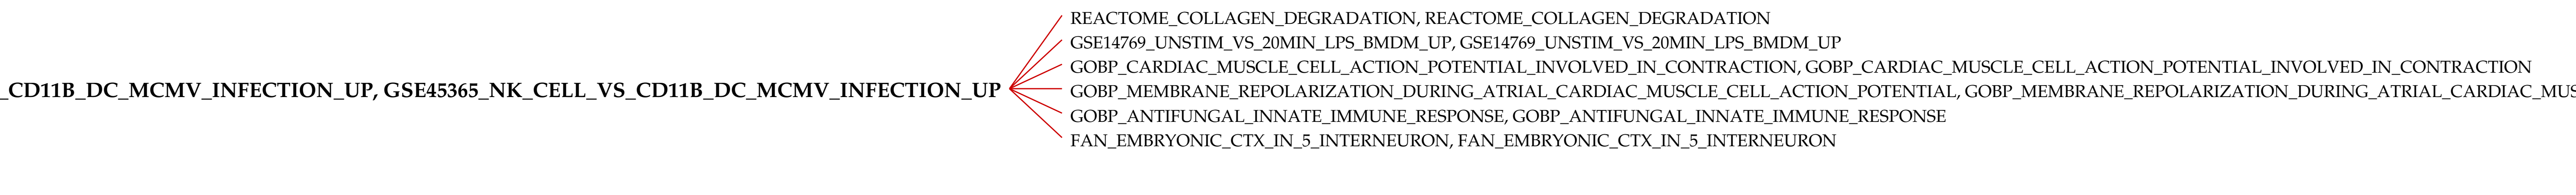 REACTOME_COLLAGEN_DEGRADATION, REACTOME_COLLAGEN_DEGRADATION
GSE14769_UNSTIM_VS_20MIN_LPS_BMDM_UP, GSE14769_UNSTIM_VS_20MIN_LPS_BMDM_UP
GOBP_CARDIAC_MUSCLE_CELL_ACTION_POTENTIAL_INVOLVED_IN_CONTRACTION, GOBP_CARDIAC_MUSCLE_CELL_ACTION_POTENTIAL_INVOLVED_IN_CONTRACTION
_CD11B_DC_MCMV_INFECTION_UP, GSE45365_NK_CELL_VS_CD11B_DC_MCMV_INFECTION_UP
GOBP_MEMBRANE_REPOLARIZATION_DURING_ATRIAL_CARDIAC_MUSCLE_CELL_ACTION_POTENTIAL, GOBP_MEMBRANE_REPOLARIZATION_DURING_ATRIAL_CARDIAC_MUS
GOBP_ANTIFUNGAL_INNATE_IMMUNE_RESPONSE, GOBP_ANTIFUNGAL_INNATE_IMMUNE_RESPONSE
FAN_EMBRYONIC_CTX_IN_5_INTERNEURON, FAN_EMBRYONIC_CTX_IN_5_INTERNEURON